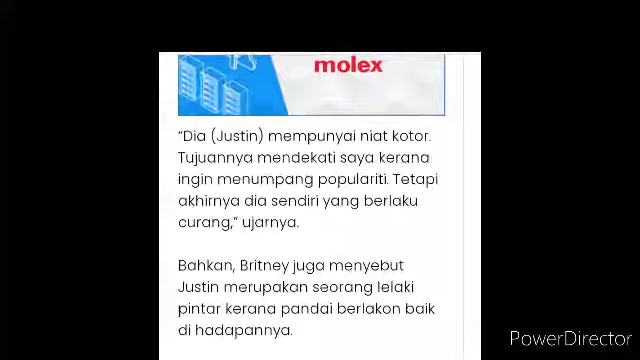 molex
“Dia (Justin) mempunyai niat kotor.
Tujuannya mendekati saya kerana
ingin menumpang populariti. Tetapi
akhirnya dia sendiri yang berlaku
curang,” ujarnya.
Bahkan, Britney juga menyebut
Justin merupakan seorang lelaki
pintar kerana pandai berlakon baik
di hadapannya.
PowerDirector